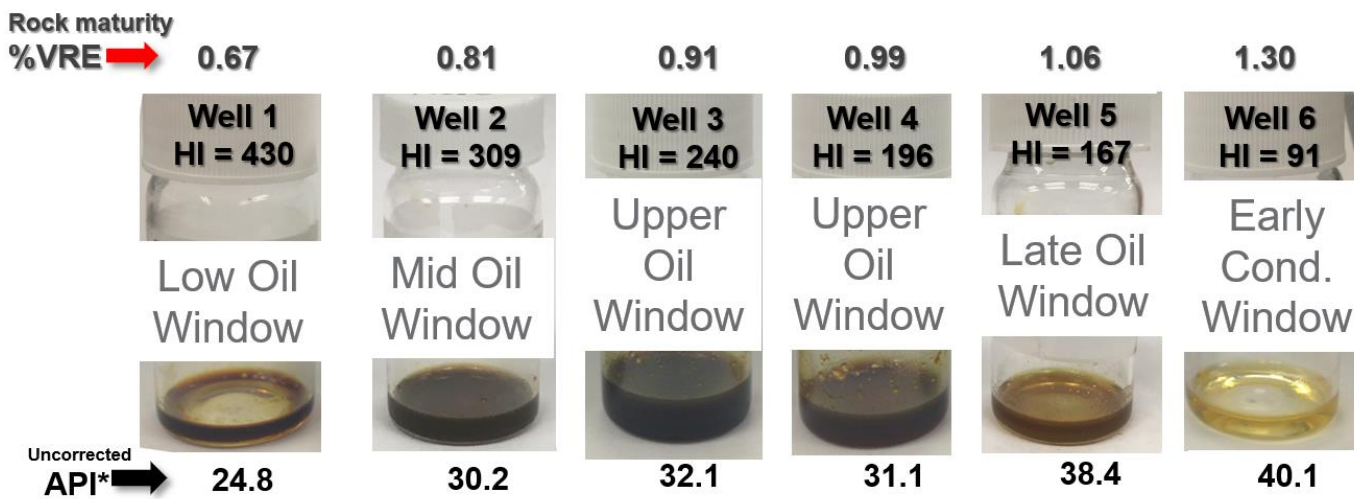 Rock maturity
%VRE 0.67 0.81 0.91 0.99 1.06 1.30
Well 1 Well 2 Well 3 Well 4 Well 5 Well 6
HI = 430 HI = 309 HI = 240 HI = 196 HI = 167 HI = 91
Low Oil
Window
Mid Oil
Window
Upper
Oil
Window
Upper
Oil
Window
Late Oil
Window
Early
Cond.
Window
Uncorrected
API* 24.8 30.2 32.1 31.1 38.4 40.1